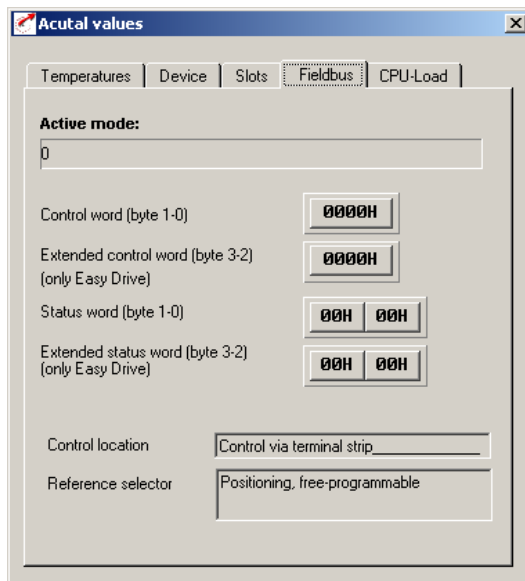 Acutal values
Temperatures Device Slots Fieldbus CPU-Load
Active mode:
0
Control word (byte 1-0) 0000H
Extended control word (byte 3-2) 0000H
(only Easy Drive)
Status word (byte 1-0) 00H 00H
Extended status word (byte 3-2) 00H 00H
(only Easy Drive)
Control location Control via terminal strip____________
Reference selector Positioning, free-programmable